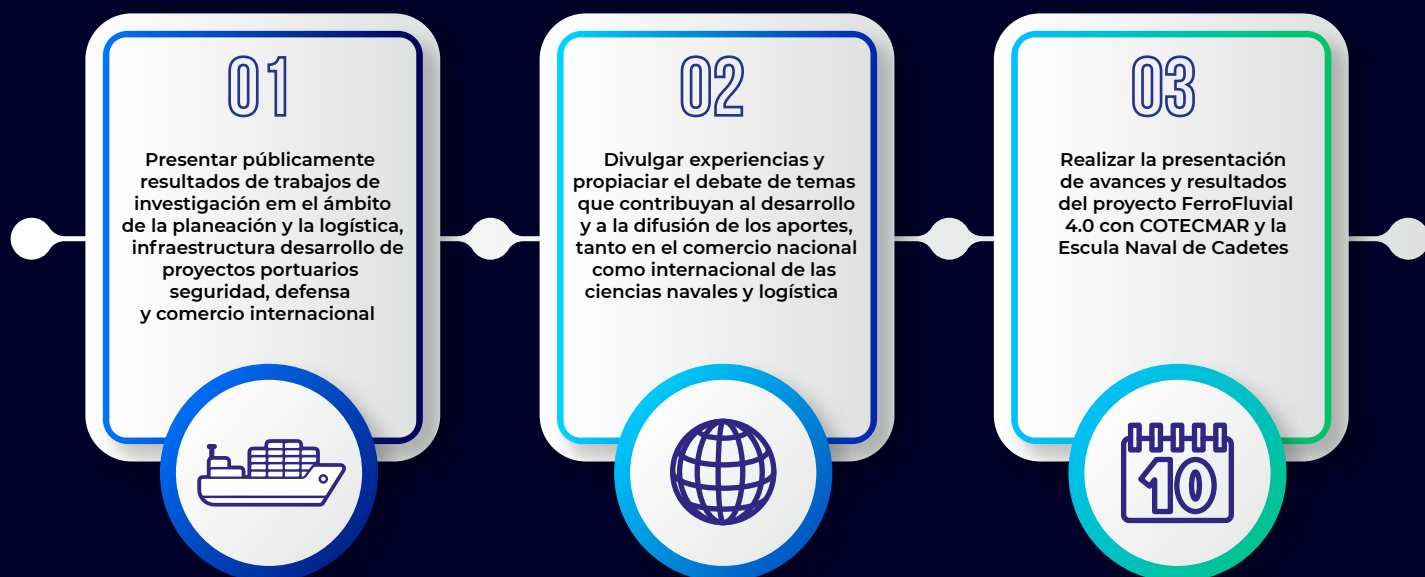 01
Presentar públicamente
resultados de trabajos de
investigación em el ámbito
de la planeación y la logística,
infraestructura desarrollo de
proyectos portuarios
seguridad, defensa
y comercio internacional
02
Divulgar experiencias y
propiaciar el debate de temas
que contribuyan al desarrollo
y a la difusión de los aportes,
tanto en el comercio nacional
como internacional de las
ciencias navales y logística
03
Realizar la presentación
de avances y resultados
del proyecto FerroFluvial
4.0 con COTECMAR y la
Escula Naval de Cadetes
10